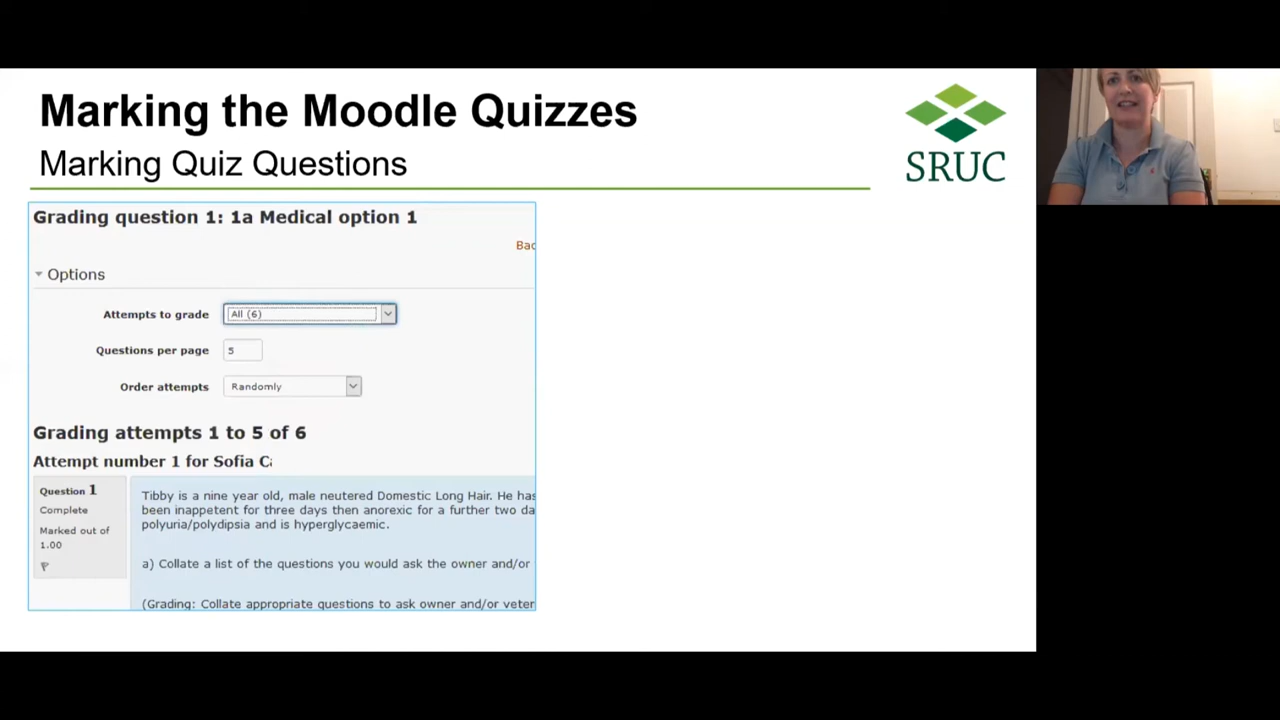 Marking the Moodle Quizzes
Marking Quiz Questions
SRUC
Grading question 1: 1a Medical option 1
Options
Attempts to grade All (6)
Questions per page 5
Order attempts Randomly
Grading attempts 1 to 5 of 6
Attempt number 1 for Sofia
Question 1
Complete
Marked out of
1.00
Tibby is a nine year old, male neutered Domestic Long Hair. He has
been inappetent for three days then anorexic for a further two
polyuria/polydipsia and is hyperglycaemic.
a) Collate a list of the questions you would ask the owner and/or
(Grading: Collate appropriate questions to ask owner and/or